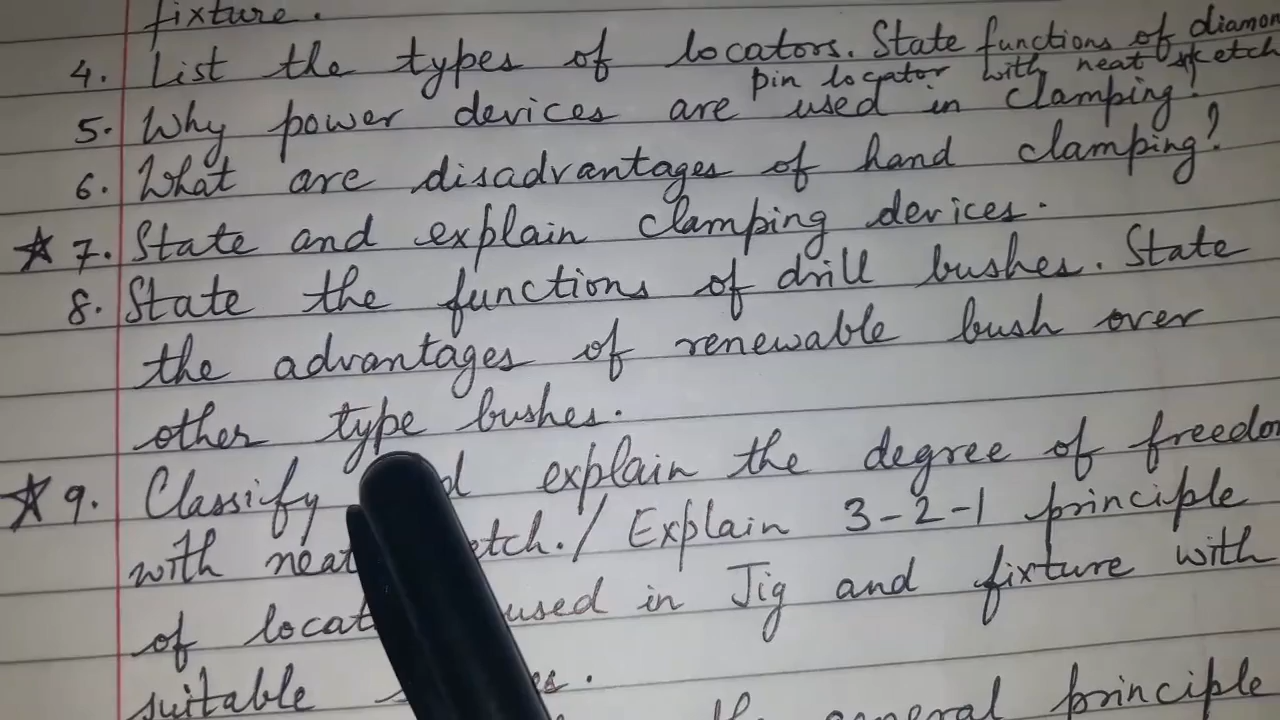 fixture.
4. List the types of locators. State functions of
pin locator with neat sketch
5. Why power devices are used in clamping?
6. What are disadvantages of hand clamping?
★ 7. State and explain clamping devices.
8. State the functions of drill bushes. State
the advantages of renewable bush over
other type bushes.
★ 9. Classify explain the degree of
with neat /Explain 3-2-1 principle
of used in Jig and fixture with
suitable
general principle